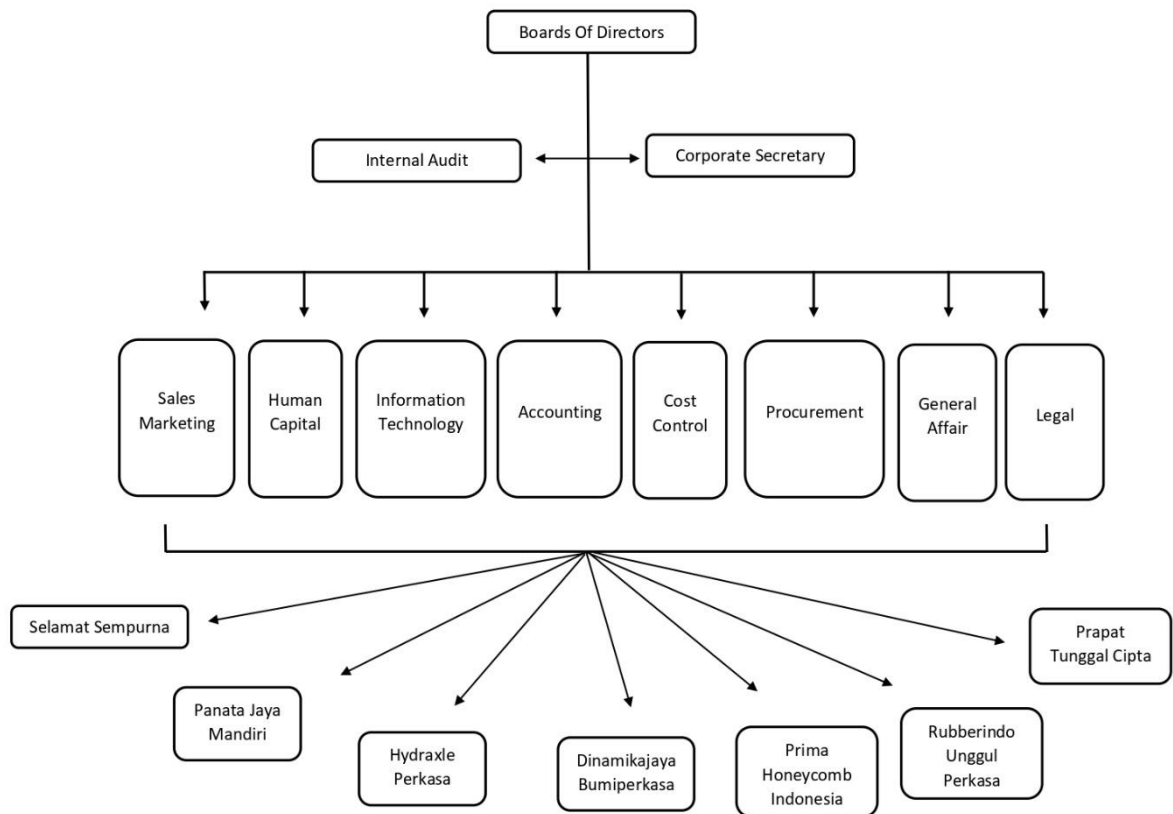 Boards Of Directors
Internal Audit
Corporate Secretary
Sales
Marketing
Human
Capital
Information
Technology
Accounting
Cost
Control
Procurement
General
Affair
Legal
Selamat Sempurna
Panata Jaya
Mandiri
Hydraxle
Perkasa
Dinamikajaya
Bumiperkasa
Prima
Honeycomb
Indonesia
Rubberindo
Unggul
Perkasa
Prapat
Tunggal Cipta